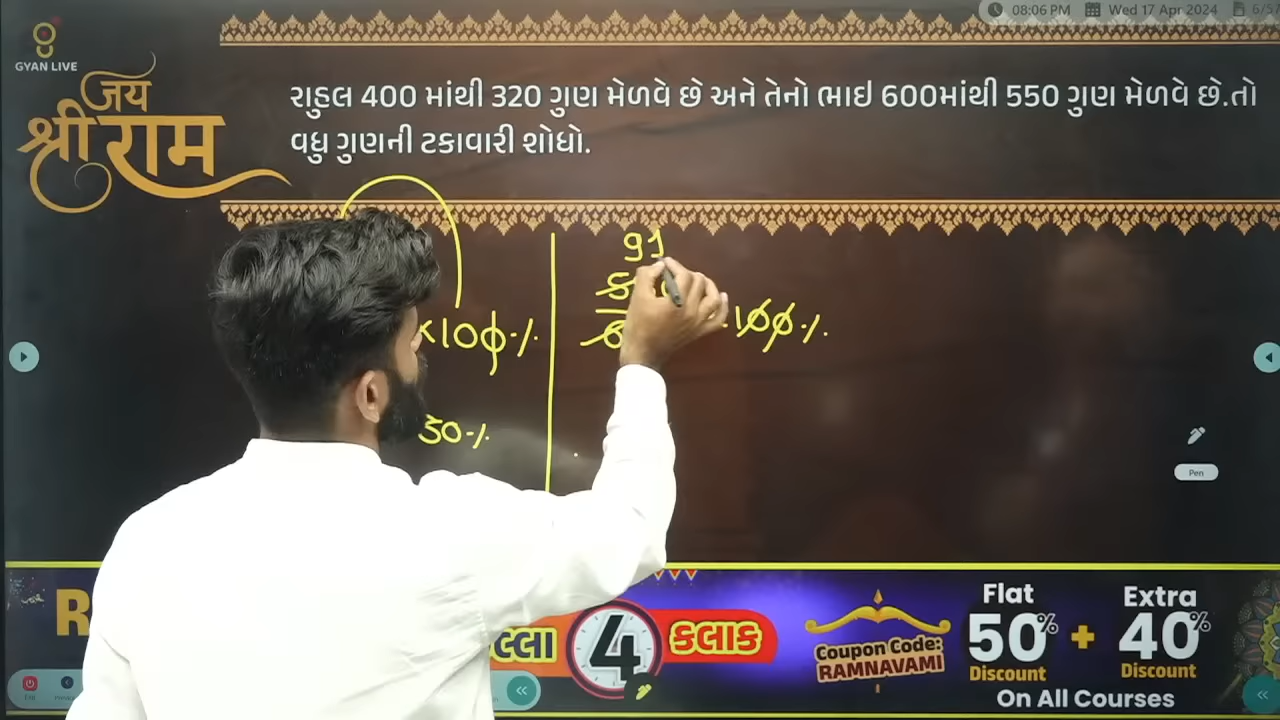 08:06 PM Wed 17 Apr 2024
GYAN LIVE
जय
श्री राम
રાહુલ 400 માંથી 320 ગુણ મેળવે છે અને તેનો ભાઇ 600માંથી 550 ગુણ મેળવે છે.તો
વધુ ગુણની ટકાવારી શોધો.
91
×100%
100%
Pen
4 કલાક
Coupon Code:
RAMNAVAMI
Flat
50%
Discount
+
Extra
40%
Discount
On All Courses